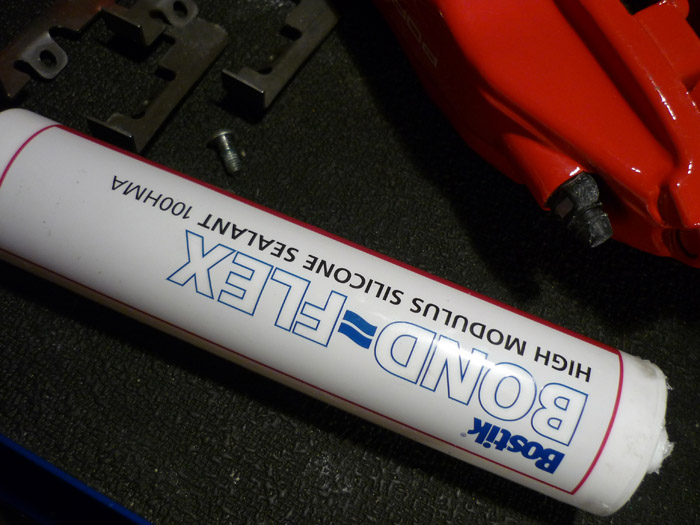 Bostik
BOND≈FLEX
HIGH MODULUS SILICONE SEALANT 100HMA